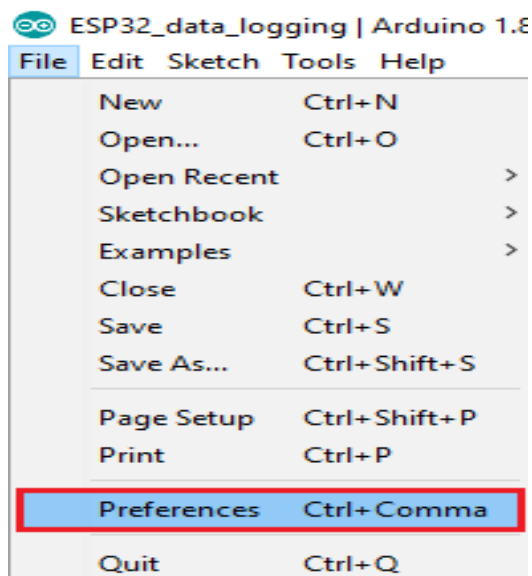 ESP32_data_logging | Arduino 1.8
File Edit Sketch Tools Help
New Ctrl+N
Open... Ctrl+O
Open Recent >
Sketchbook >
Examples >
Close Ctrl+W
Save Ctrl+S
Save As... Ctrl+Shift+S
Page Setup Ctrl+Shift+P
Print Ctrl+P
Preferences Ctrl+Comma
Quit Ctrl+Q